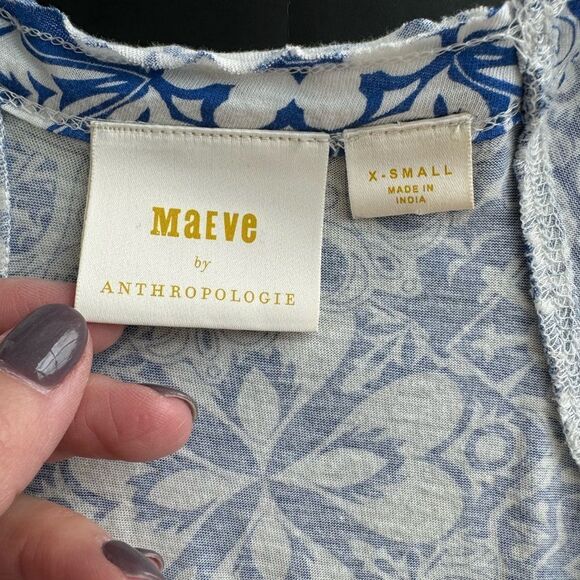 MaEVe
by
ANTHROPOLOGIE
X-SMALL
MADE IN
INDIA